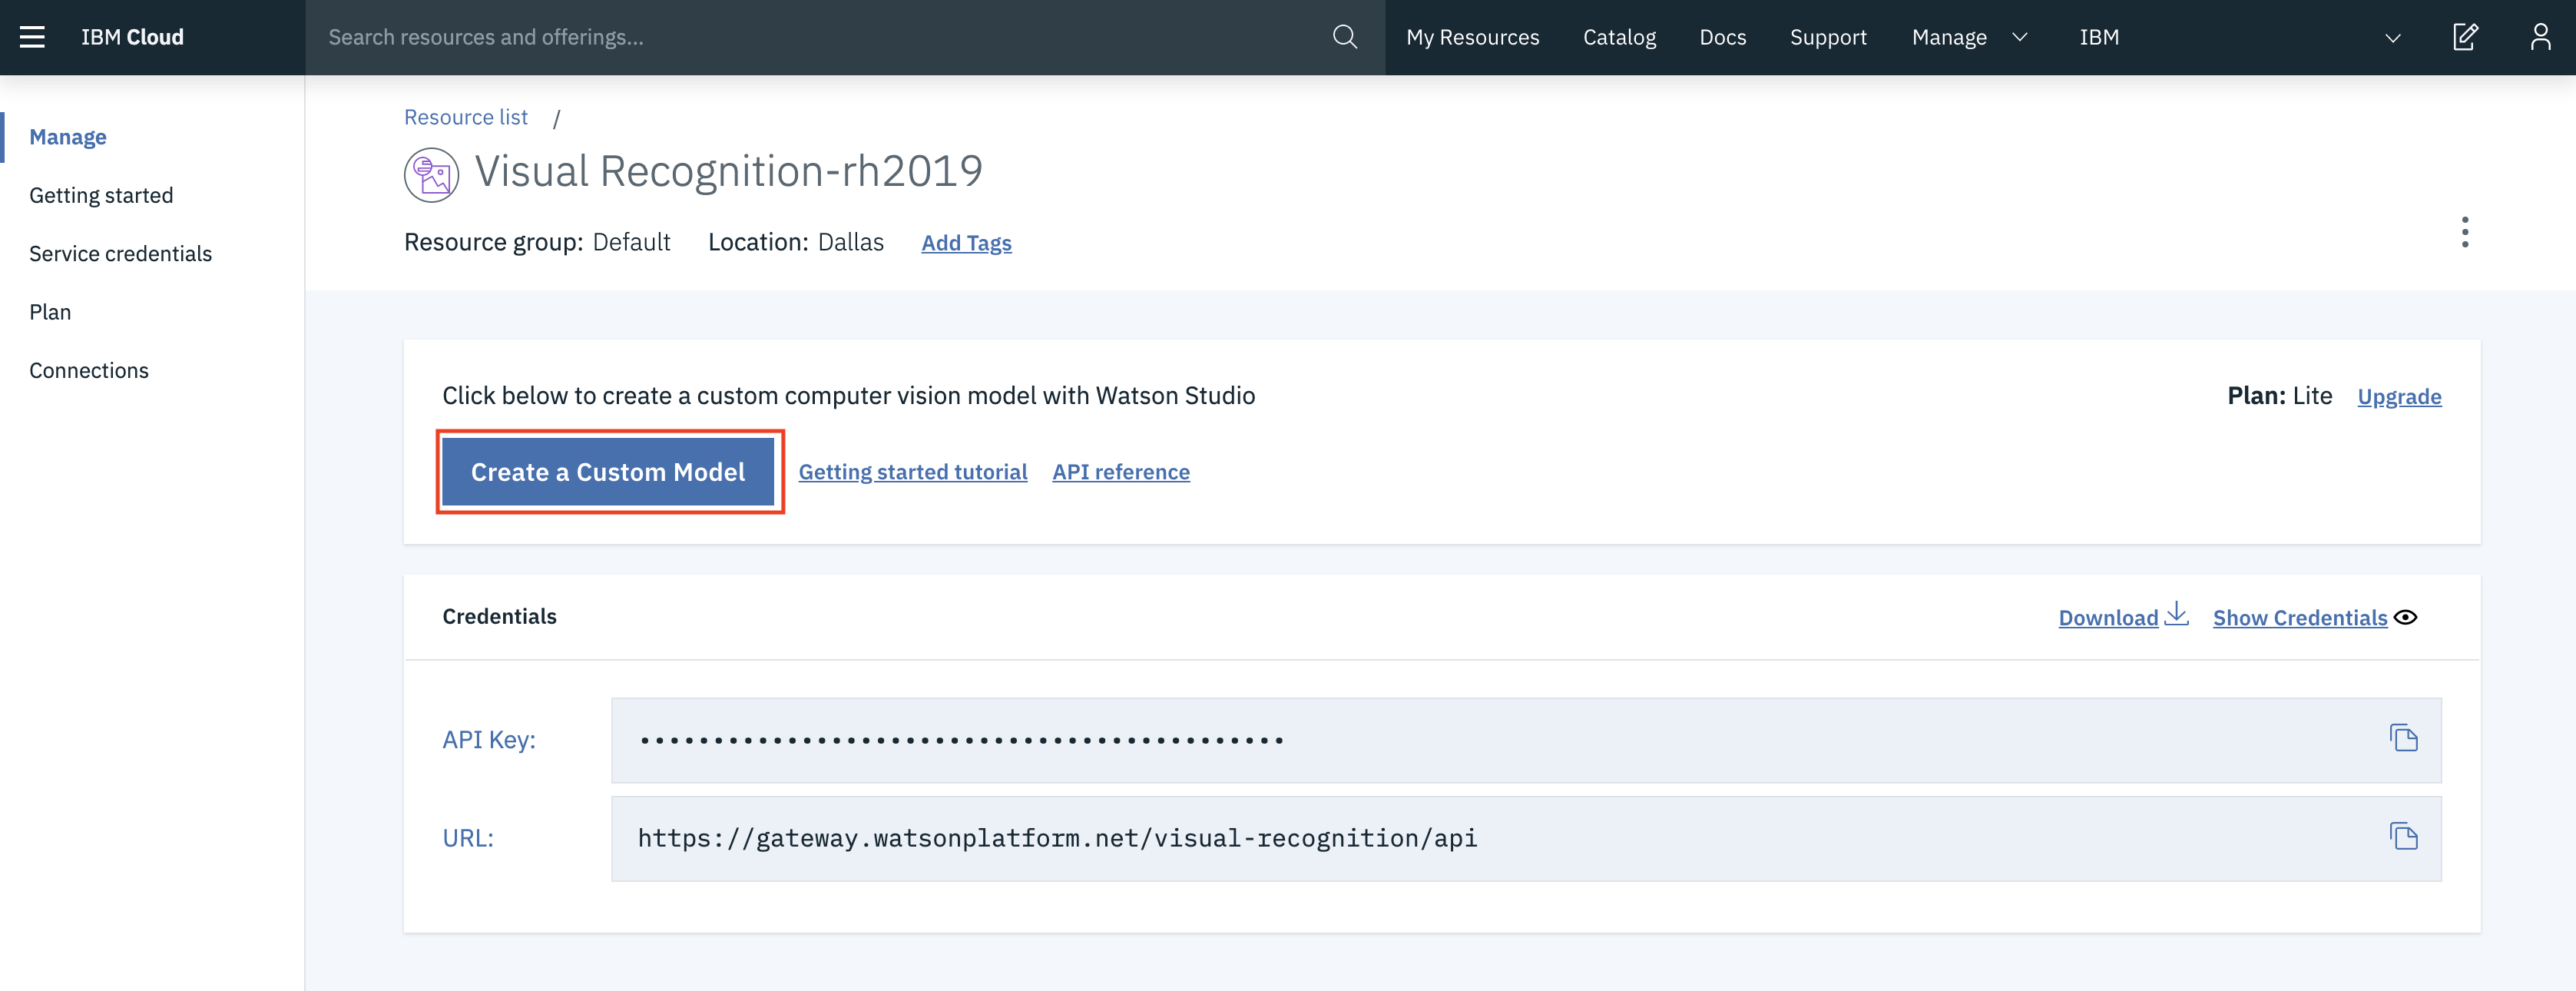 IBM Cloud
Search resources and offerings...
My Resources
Catalog
Docs
Support
Manage
IBM
Manage
Getting started
Service credentials
Plan
Connections
Resource list /
Visual Recognition-rh2019
Resource group: Default Location: Dallas Add Tags
Click below to create a custom computer vision model with Watson Studio
Plan: Lite Upgrade
Create a Custom Model Getting started tutorial API reference
Credentials
Download Show Credentials
API Key: ••••••••••••••••••••••••••••••••••••••••••••
URL: https://gateway.watsonplatform.net/visual-recognition/api